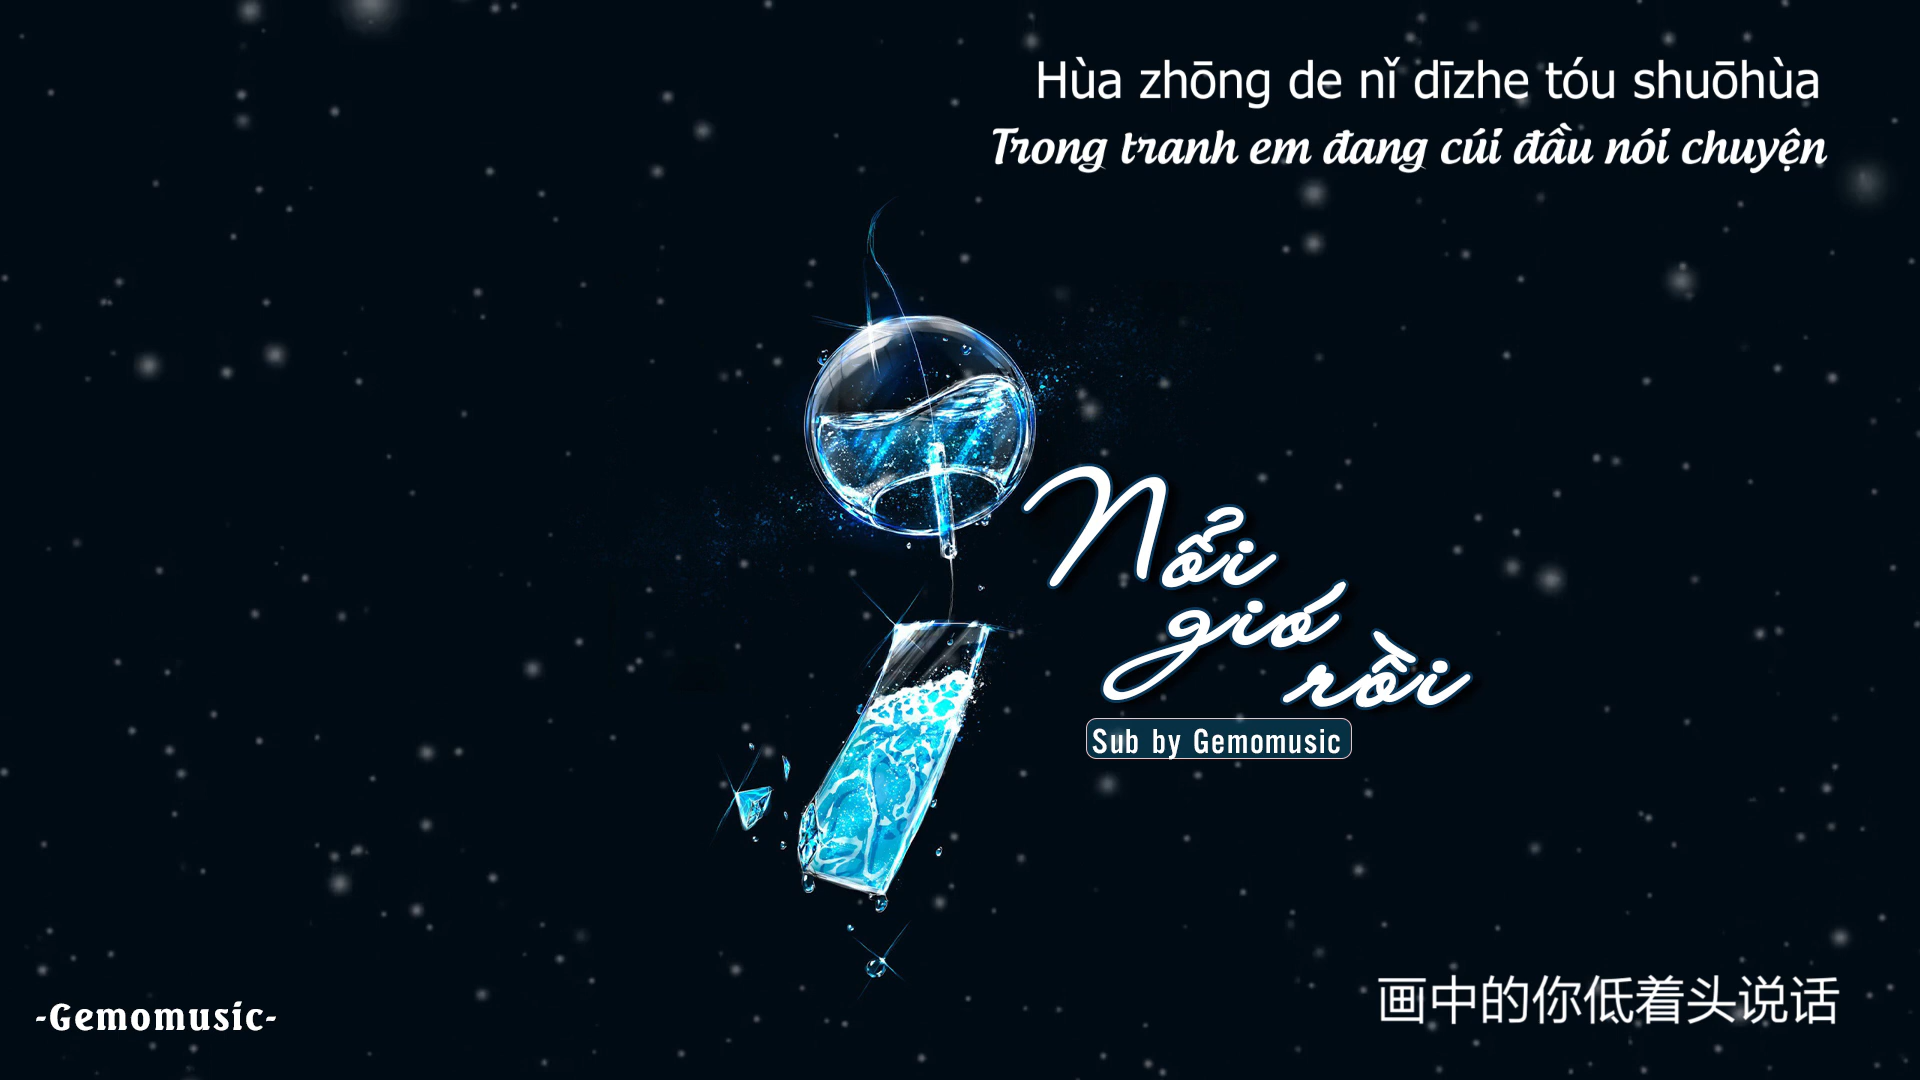 Hùa zhōng de nǐ dīzhe tóu shuōhùa
Trong tranh em đang cúi đầu nói chuyện
Nổi
gió
rồi
Sub by Gemomusic
画中的你低着头说话
-Gemomusic-